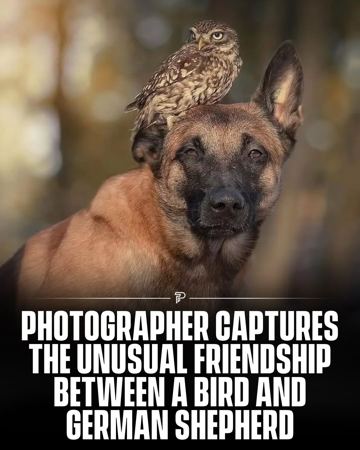 PHOTOGRAPHER CAPTURES
THE UNUSUAL FRIENDSHIP
BETWEEN A BIRD AND
GERMAN SHEPHERD